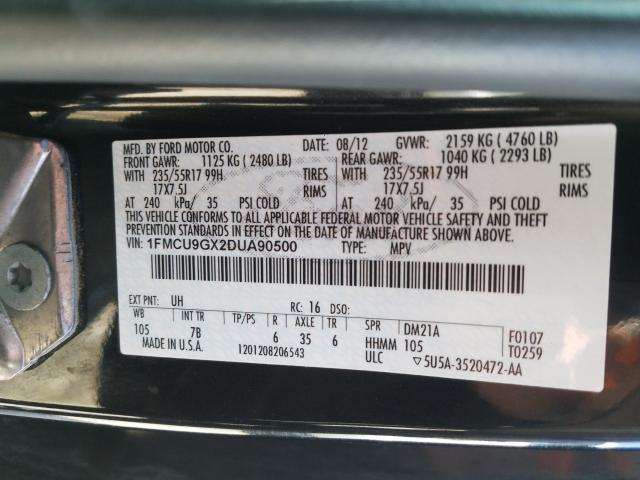 MFD. BY FORD MOTOR CO. DATE: 08/12 GVWR: 2159 KG ( 4760 LB)
FRONT GAWR: 1125 KG ( 2480 LB) REAR GAWR: 1040 KG ( 2293 LB)
WITH 235/55R17 99H TIRES WITH 235/55R17 99H TIRES
17X7.5J RIMS 17X7.5J RIMS
AT 240 kPa/ 35 PSI COLD AT 240 kPa/ 35 PSI COLD
THIS VEHICLE CONFORMS TO ALL APPLICABLE FEDERAL MOTOR VEHICLE SAFETY AND THEFT
PREVENTION STANDARDS IN EFFECT ON THE DATE OF MANUFACTURE SHOWN ABOVE.
VIN: 1FMCU9GX2DUA90500 TYPE: MPV
EXT PNT: UH RC: 16 DSO:
WB INT TR TP/PS R AXLE TR SPR DM21A F0107
105 7B 6 35 6 HHMM 105 T0259
MADE IN U.S.A. 1201208206543 ULC ▽5U5A-3520472-AA